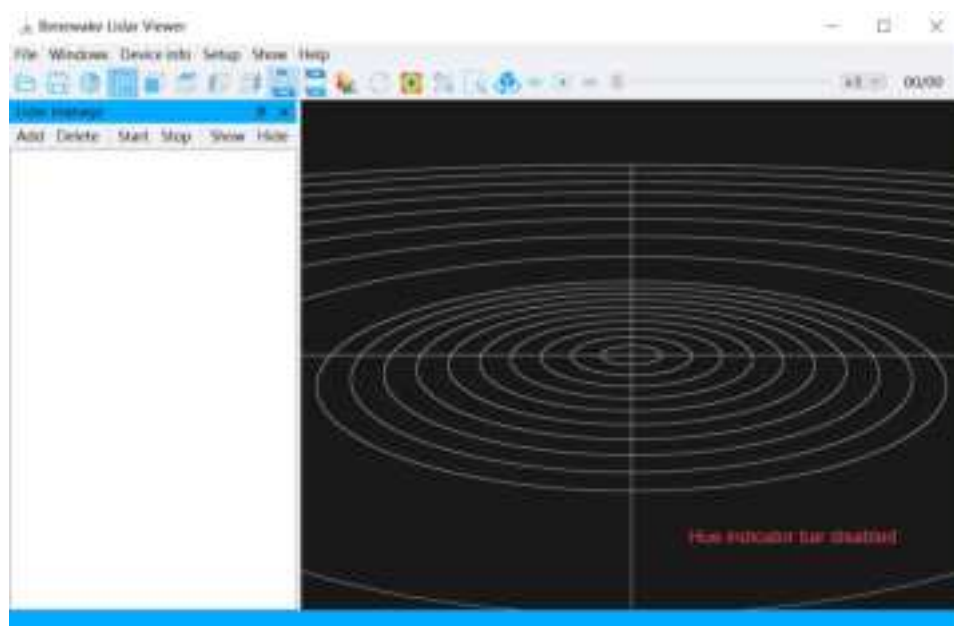 Benewake Lidar Viewer
File Windows Device info Setup Show Help
x1 00/00
Lidar manage
Add Delete Start Stop Show Hide
Hue indicator bar disabled